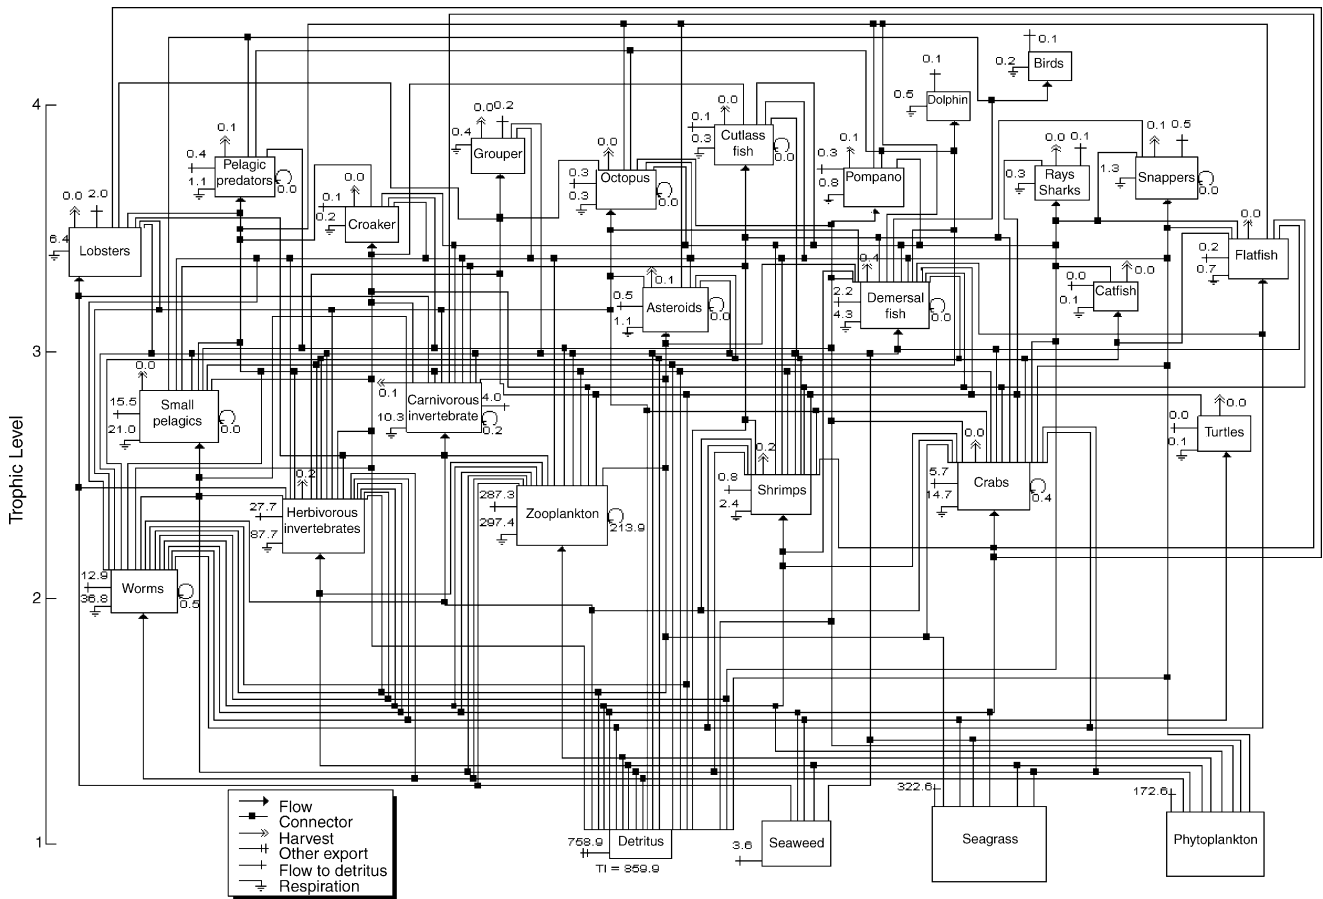 0.1
Birds
0.2
4
0.1
Dolphin
0.5
0.0
0.1
Cutlass
fish
0.3
0.0
0.0
0.2
0.4
Grouper
0.1
0.4
Pelagic
predators
1.1
0.0
0.0
0.3
Octopus
0.3
0.0
0.1
0.3
Pompano
0.8
0.0
0.1
0.3
Rays
Sharks
0.1
0.5
1.3
Snappers
0.0
0.0
0.1
Croaker
0.2
0.0
2.0
6.4
Lobsters
0.0
0.2
Flatfish
0.7
0.1
0.5
Asteroids
1.1
0.0
0.4
2.2
Demersal
fish
4.3
0.0
0.0
0.0
Catfish
0.1
3
Trophic Level
0.0
15.5
Small
pelagics
21.0
0.0
0.1
Carnivorous
invertebrate
4.0
10.3
0.2
0.0
0.0
Turtles
0.1
0.2
27.7
Herbivorous
invertebrates
87.7
287.3
Zooplankton
297.4
213.9
0.2
0.8
Shrimps
2.4
0.0
5.7
Crabs
14.7
0.4
2
12.9
Worms
36.8
0.5
1
Flow
Connector
Harvest
Other export
Flow to detritus
Respiration
758.9
Detritus
TI = 859.9
3.6
Seaweed
322.6
Seagrass
172.6
Phytoplankton